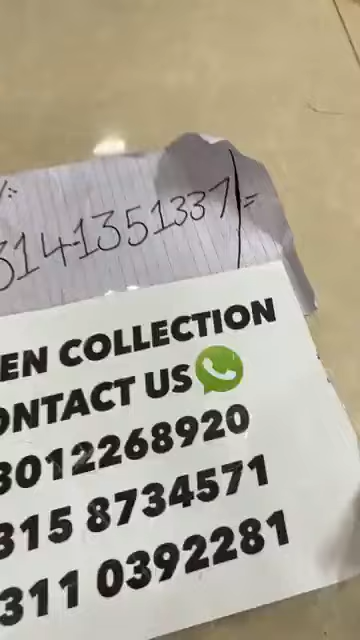 314-1351337/=
EN COLLECTION
ONTACT US
3012268920
315 8734571
311 0392281